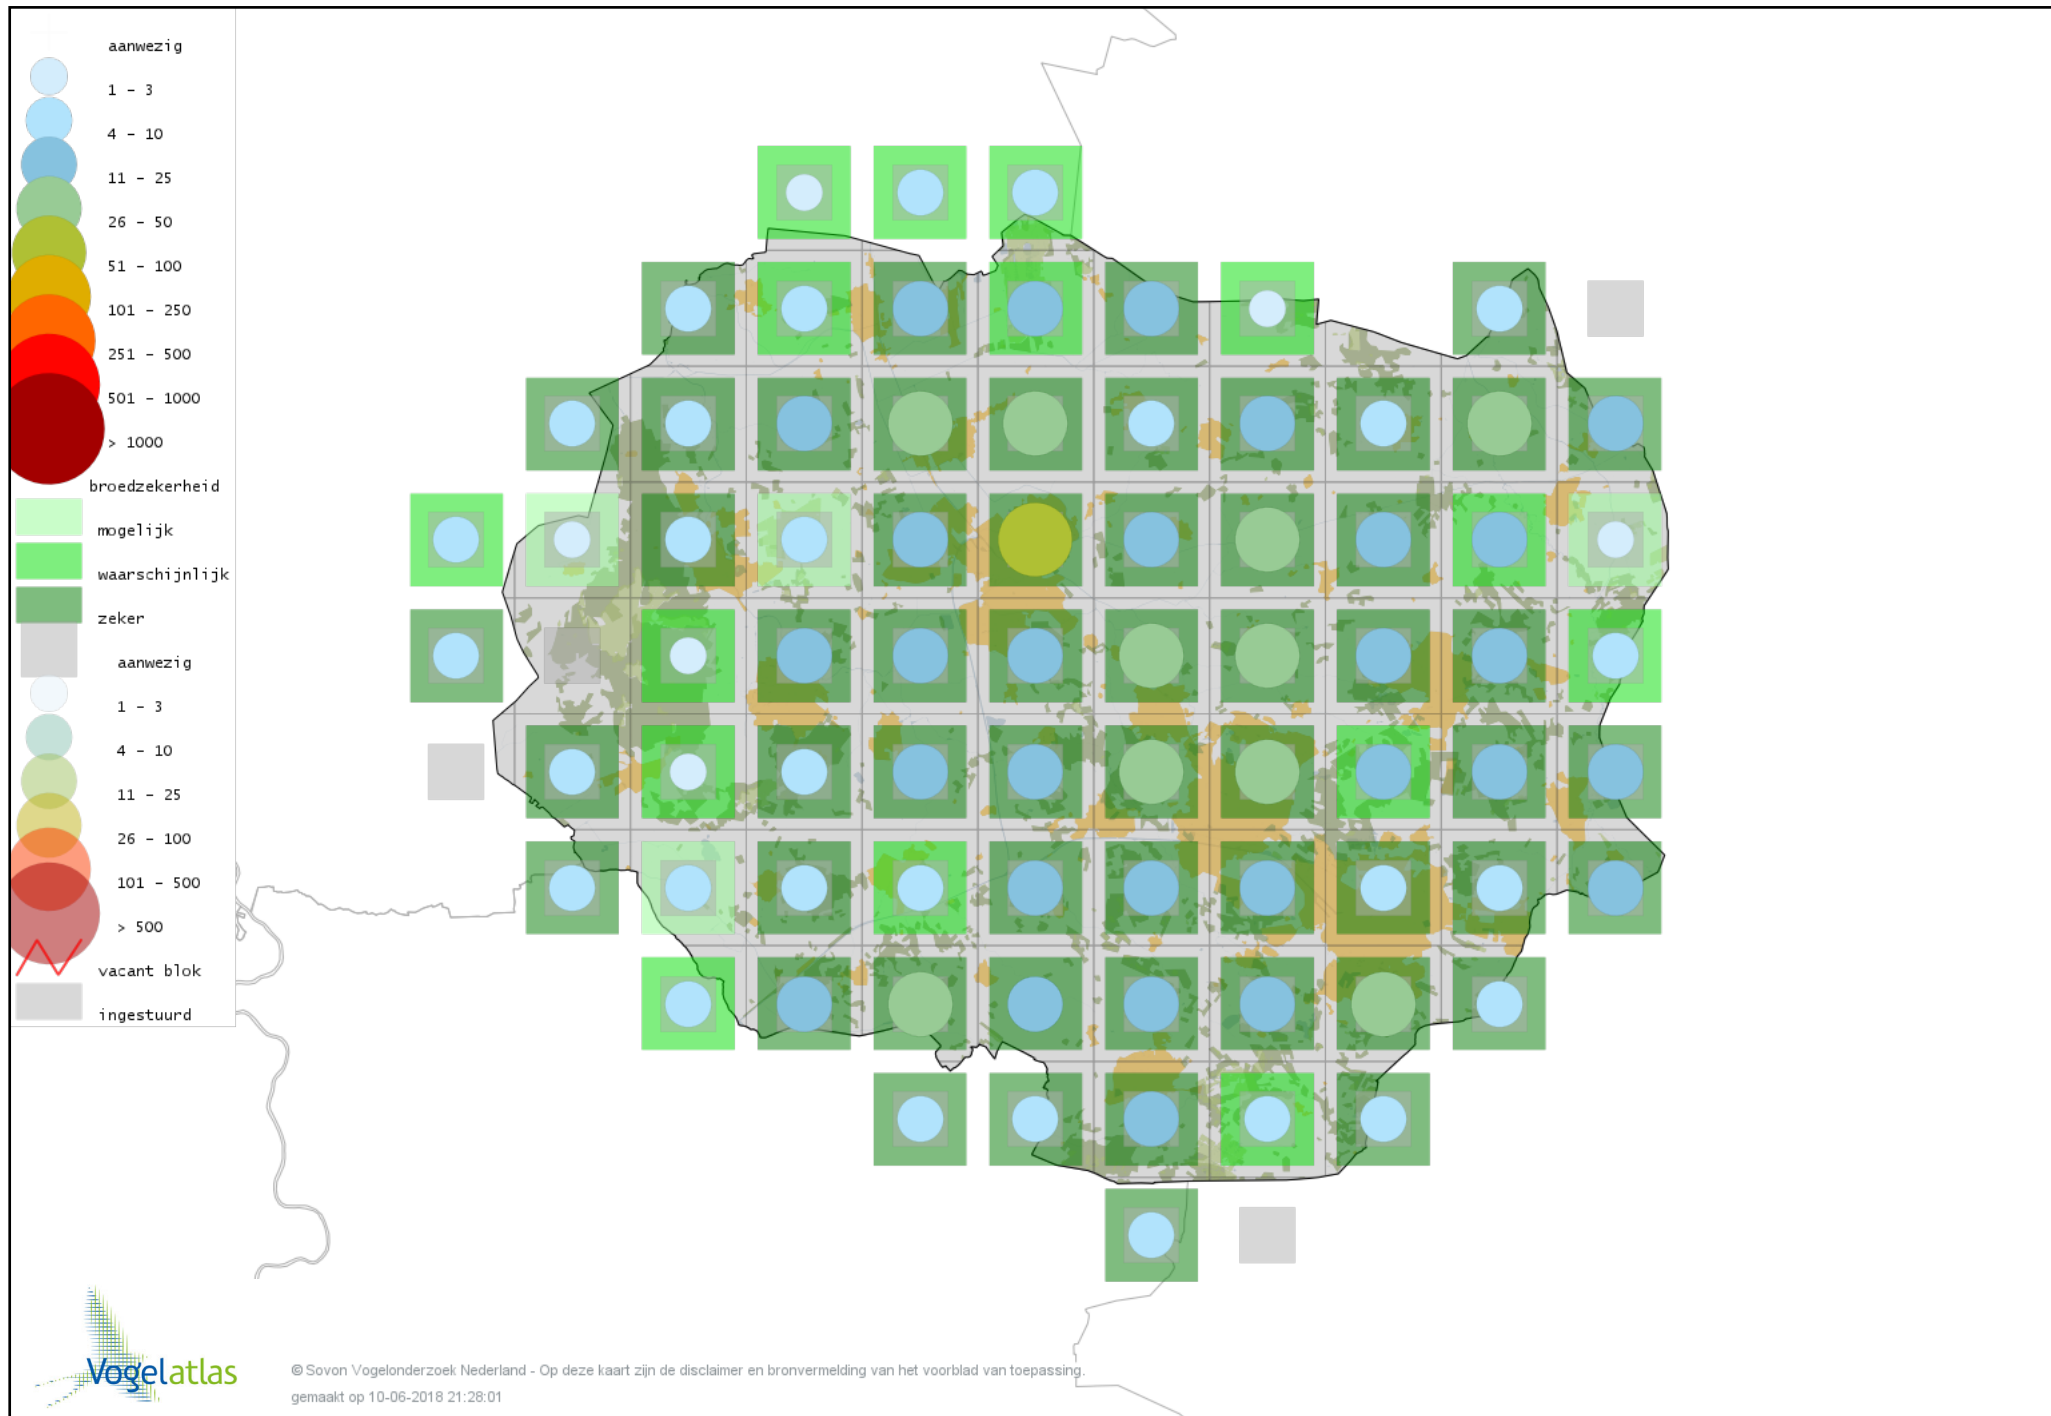 aanwezig
1 - 3
4 - 10
11 - 25
26 - 50
51 - 100
101 - 250
251 - 500
501 - 1000
> 1000
broedzekerheid
mogelijk
waarschijnlijk
zeker
aanwezig
1 - 3
4 - 10
11 - 25
26 - 100
101 - 500
> 500
vacant blok
ingestuurd
Vogelatlas
© Sovon Vogelonderzoek Nederland - Op deze kaart zijn de disclaimer en bronvermelding van het voorblad van toepassing.
gemaakt op 10-06-2018 21:28:01